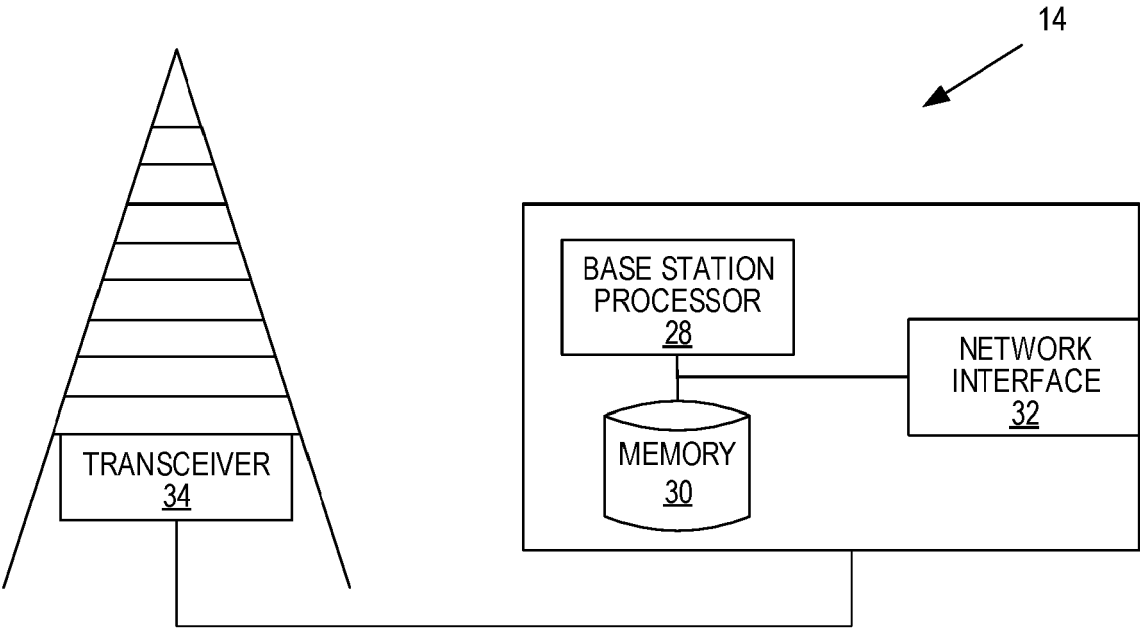 14
BASE STATION
PROCESSOR
28
NETWORK
INTERFACE
32
MEMORY
30
TRANSCEIVER
34